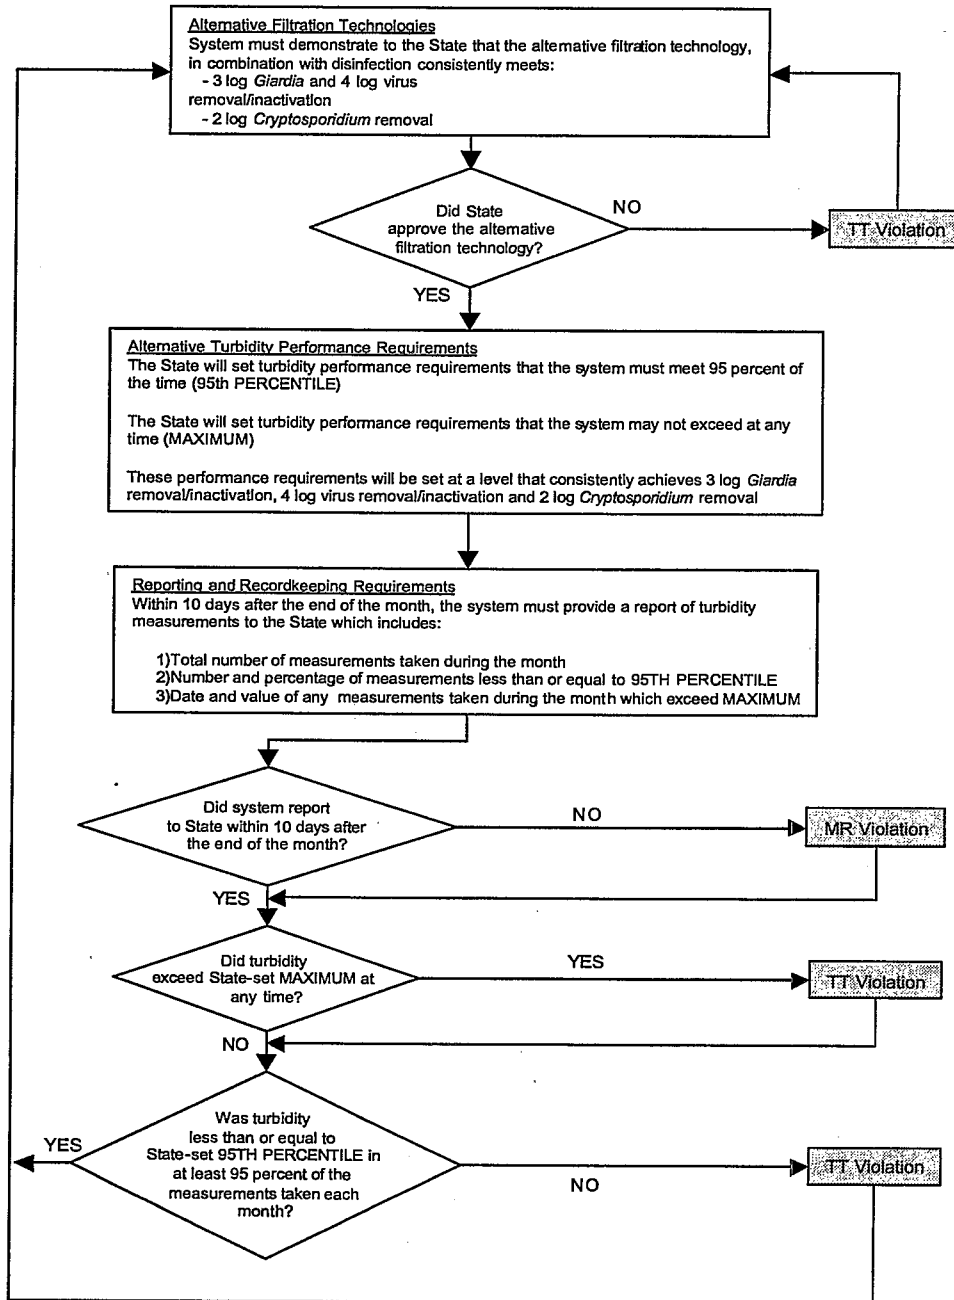 Alternative Filtration Technologies
System must demonstrate to the State that the alternative filtration technology,
in combination with disinfection consistently meets:
- 3 log Giardia and 4 log virus
removal/inactivation
- 2 log Cryptosporidium removal
Did State
approve the alternative
filtration technology?
NO
TT Violation
YES
Alternative Turbidity Performance Requirements
The State will set turbidity performance requirements that the system must meet 95 percent of
the time (95th PERCENTILE)
The State will set turbidity performance requirements that the system may not exceed at any
time (MAXIMUM)
These performance requirements will be set at a level that consistently achieves 3 log Giardia
removal/inactivation, 4 log virus removal/inactivation and 2 log Cryptosporidium removal
Reporting and Recordkeeping Requirements
Within 10 days after the end of the month, the system must provide a report of turbidity
measurements to the State which includes:
1)Total number of measurements taken during the month
2)Number and percentage of measurements less than or equal to 95TH PERCENTILE
3)Date and value of any measurements taken during the month which exceed MAXIMUM
Did system report
to State within 10 days after
the end of the month?
NO
MR Violation
YES
Did turbidity
exceed State-set MAXIMUM at
any time?
YES
TT Violation
NO
Was turbidity
less than or equal to
State-set 95TH PERCENTILE in
at least 95 percent of the
measurements taken each
month?
YES
NO
TT Violation